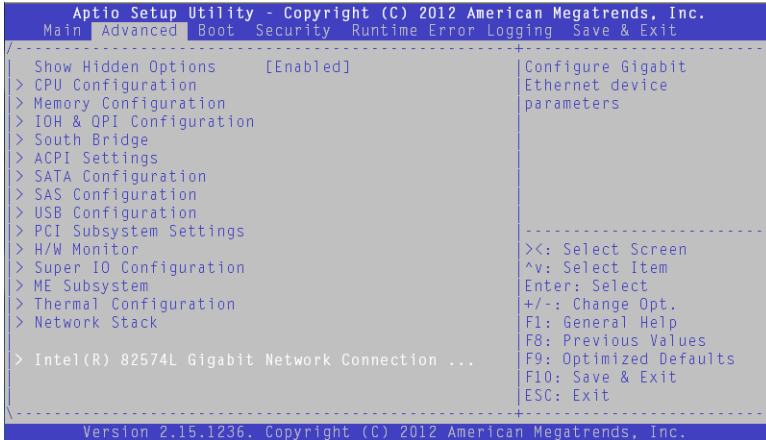 Aptio Setup Utility - Copyright (C) 2012 American Megatrends, Inc.
Main Advanced Boot Security Runtime Error Logging Save & Exit
Show Hidden Options [Enabled]
> CPU Configuration
> Memory Configuration
> IOH & QPI Configuration
> South Bridge
> ACPI Settings
> SATA Configuration
> SAS Configuration
> USB Configuration
> PCI Subsystem Settings
> H/W Monitor
> Super IO Configuration
> ME Subsystem
> Thermal Configuration
> Network Stack
> Intel(R) 82574L Gigabit Network Connection ...
Configure Gigabit
Ethernet device
parameters
><: Select Screen
^v: Select Item
Enter: Select
+/-: Change Opt.
F1: General Help
F8: Previous Values
F9: Optimized Defaults
F10: Save & Exit
ESC: Exit
Version 2.15.1236. Copyright (C) 2012 American Megatrends, Inc.